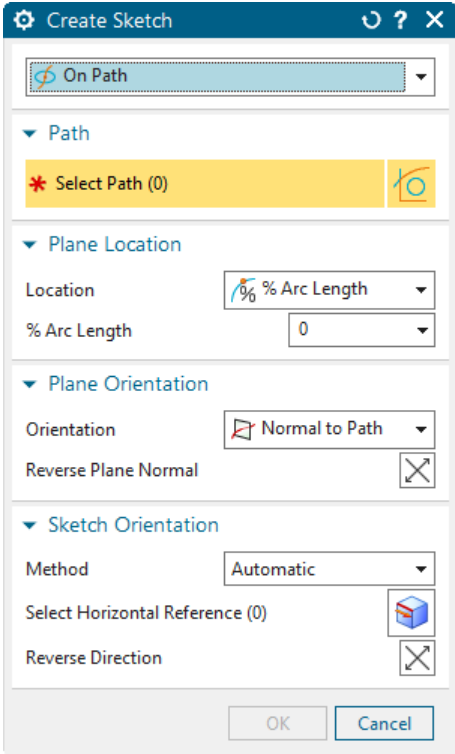 Create Sketch ?
On Path
Path
* Select Path (0)
Plane Location
Location % Arc Length
% Arc Length 0
Plane Orientation
Orientation Normal to Path
Reverse Plane Normal
Sketch Orientation
Method Automatic
Select Horizontal Reference (0)
Reverse Direction
OK Cancel